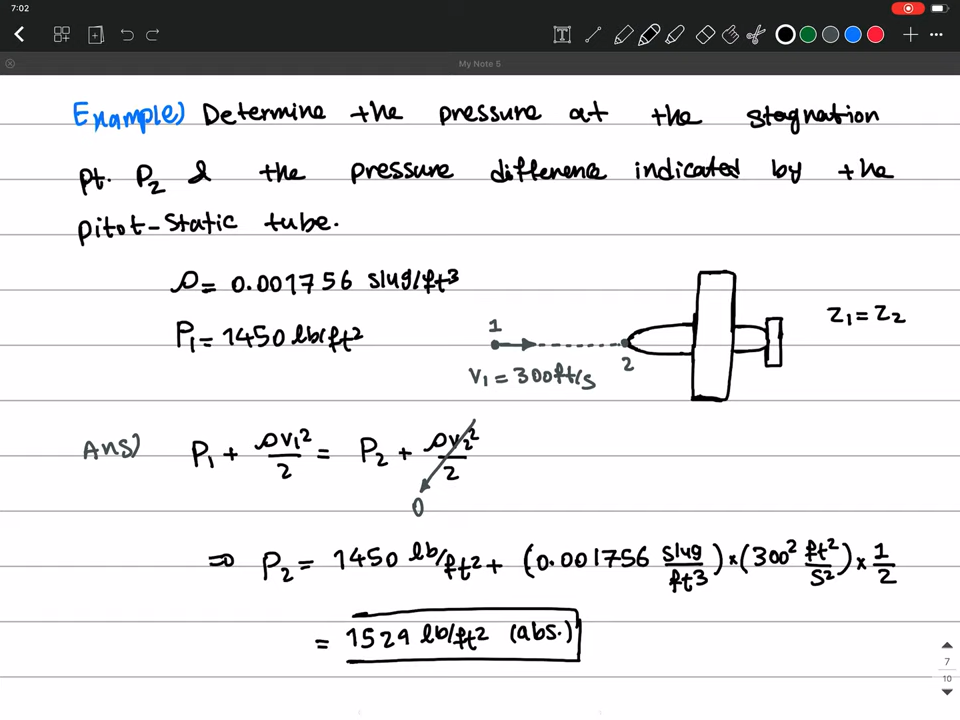 7:02
My Note 5
Example) Determine the pressure at the stagnation
pt. P₂ & the pressure difference indicated by the
pitot-static tube.
ρ = 0.001756 slug/ft³
P₁ = 1450 lb/ft²
1
2
V₁ = 300 ft/s
Z₁ = Z₂
Ans) P₁ + ρV₁²/2 = P₂ + ρV₂²/2
0
⇒ P₂ = 1450 lb/ft² + (0.001756 slug/ft³) × (300² ft²/s²) × 1/2
= 1529 lb/ft² (abs.)
7
10